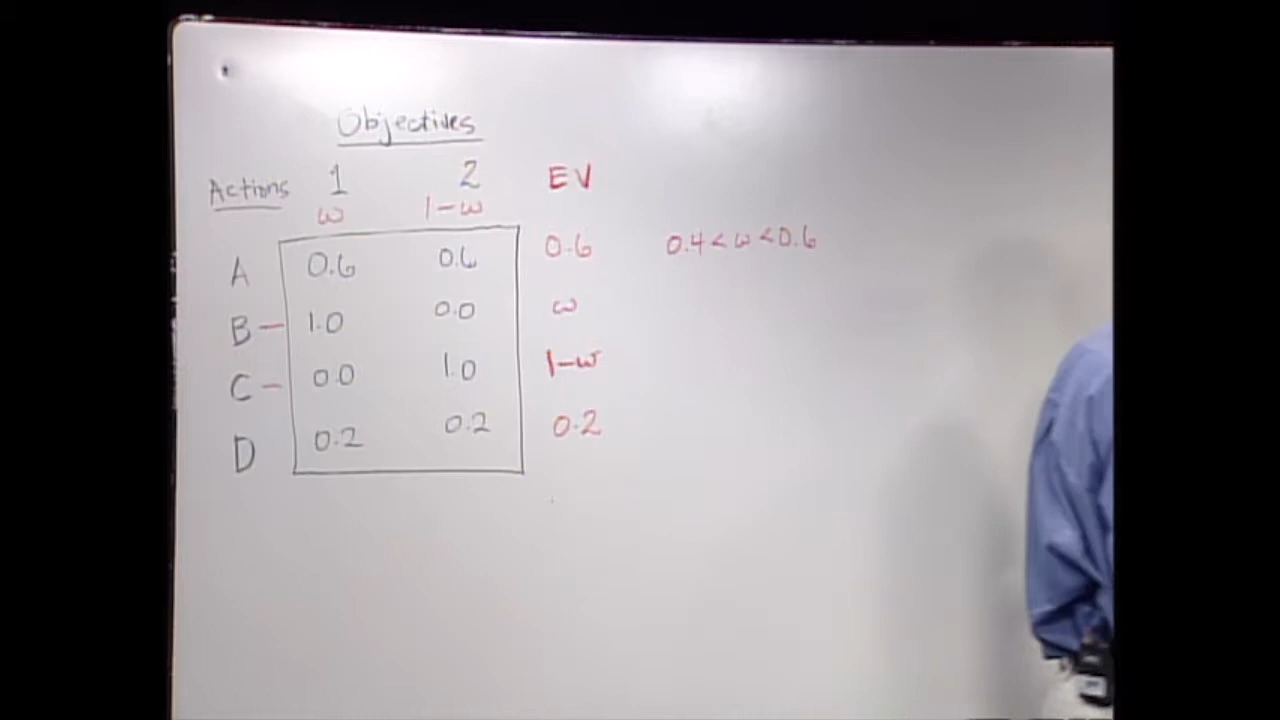 Objectives
Actions 1 2 EV
w 1-w
A 0.6 0.6 0.6 0.4 < w < 0.6
B - 1.0 0.0 w
C - 0.0 1.0 1-w
D 0.2 0.2 0.2